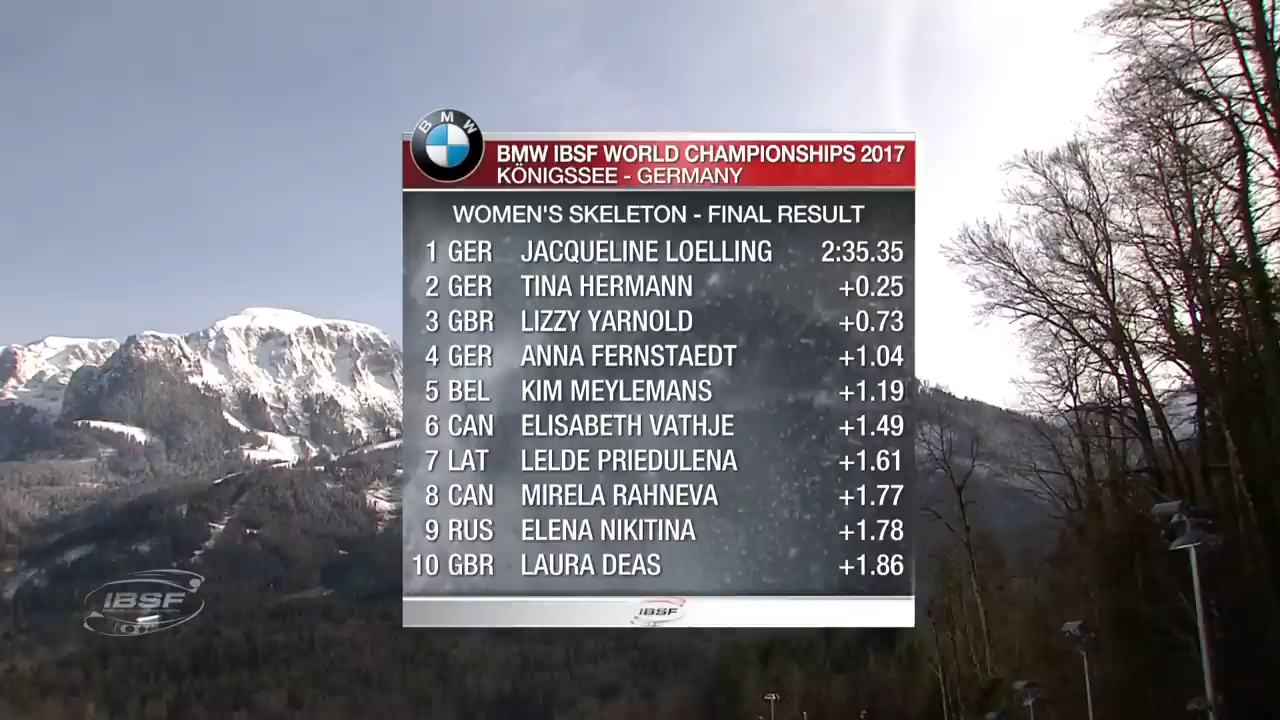 BMW
BMW IBSF WORLD CHAMPIONSHIPS 2017
KÖNIGSSEE - GERMANY
WOMEN'S SKELETON - FINAL RESULT
1 GER JACQUELINE LOELLING 2:35.35
2 GER TINA HERMANN +0.25
3 GBR LIZZY YARNOLD +0.73
4 GER ANNA FERNSTAEDT +1.04
5 BEL KIM MEYLEMANS +1.19
6 CAN ELISABETH VATHJE +1.49
7 LAT LELDE PRIEDULENA +1.61
8 CAN MIRELA RAHNEVA +1.77
9 RUS ELENA NIKITINA +1.78
10 GBR LAURA DEAS +1.86
IBSF
IBSF